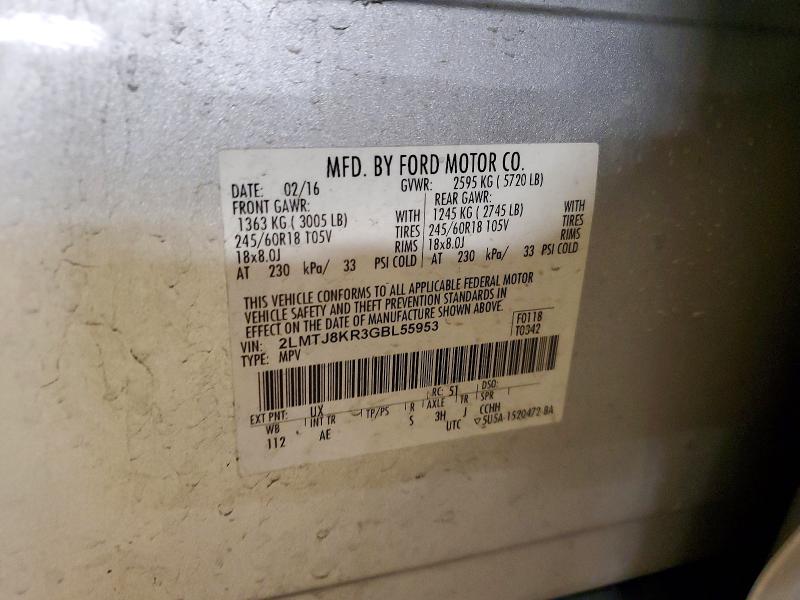 MFD. BY FORD MOTOR CO.
DATE: 02/16 GVWR: 2595 KG ( 5720 LB)
FRONT GAWR: REAR GAWR:
1363 KG ( 3005 LB) WITH 1245 KG ( 2745 LB) WITH
245/60R18 105V TIRES 245/60R18 105V TIRES
18x8.0J RIMS 18x8.0J RIMS
AT 230 kPa/ 33 PSI COLD AT 230 kPa/ 33 PSI COLD
THIS VEHICLE CONFORMS TO ALL APPLICABLE FEDERAL MOTOR
VEHICLE SAFETY AND THEFT PREVENTION STANDARDS IN
EFFECT ON THE DATE OF MANUFACTURE SHOWN ABOVE.
VIN: 2LMTJ8KR3GBL55953 F0118
TYPE: MPV T0342
EXT PNT: UX RC: 51 DSO:
WB INT TR TP/PS R AXLE TR SPR
112 AE S 3H J CCHH
UTC ▽5U5A-1520472-BA